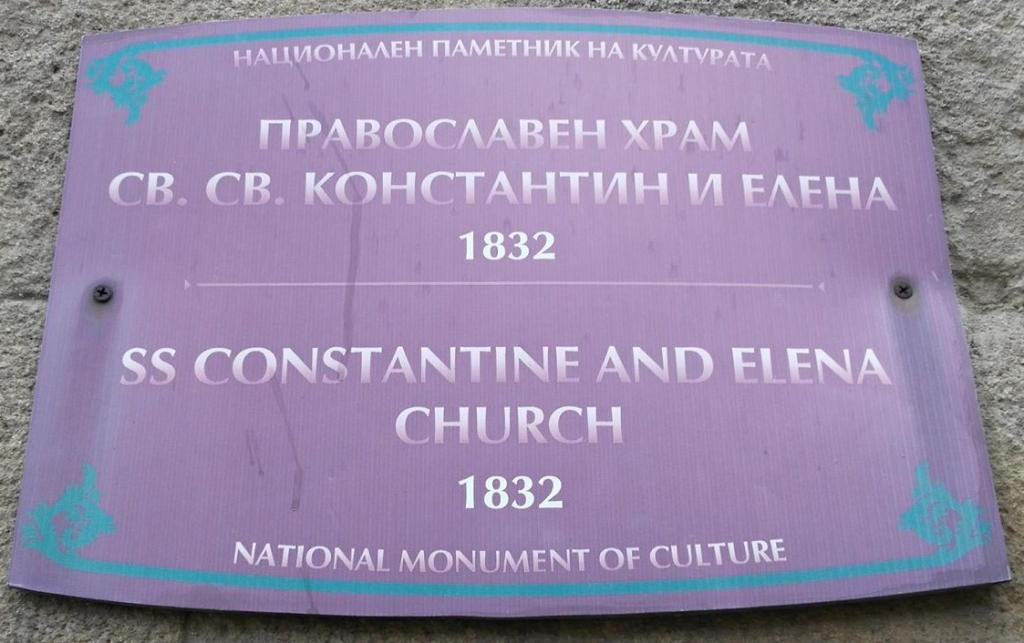 НАЦИОНАЛЕН ПАМЕТНИК НА КУЛТУРАТА
ПРАВОСЛАВЕН ХРАМ
СВ. СВ. КОНСТАНТИН И ЕЛЕНА
1832
SS CONSTANTINE AND ELENA
CHURCH
1832
NATIONAL MONUMENT OF CULTURE